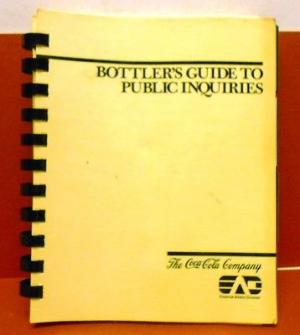 BOTTLER'S GUIDE TO
PUBLIC INQUIRIES
The Coca-Cola Company